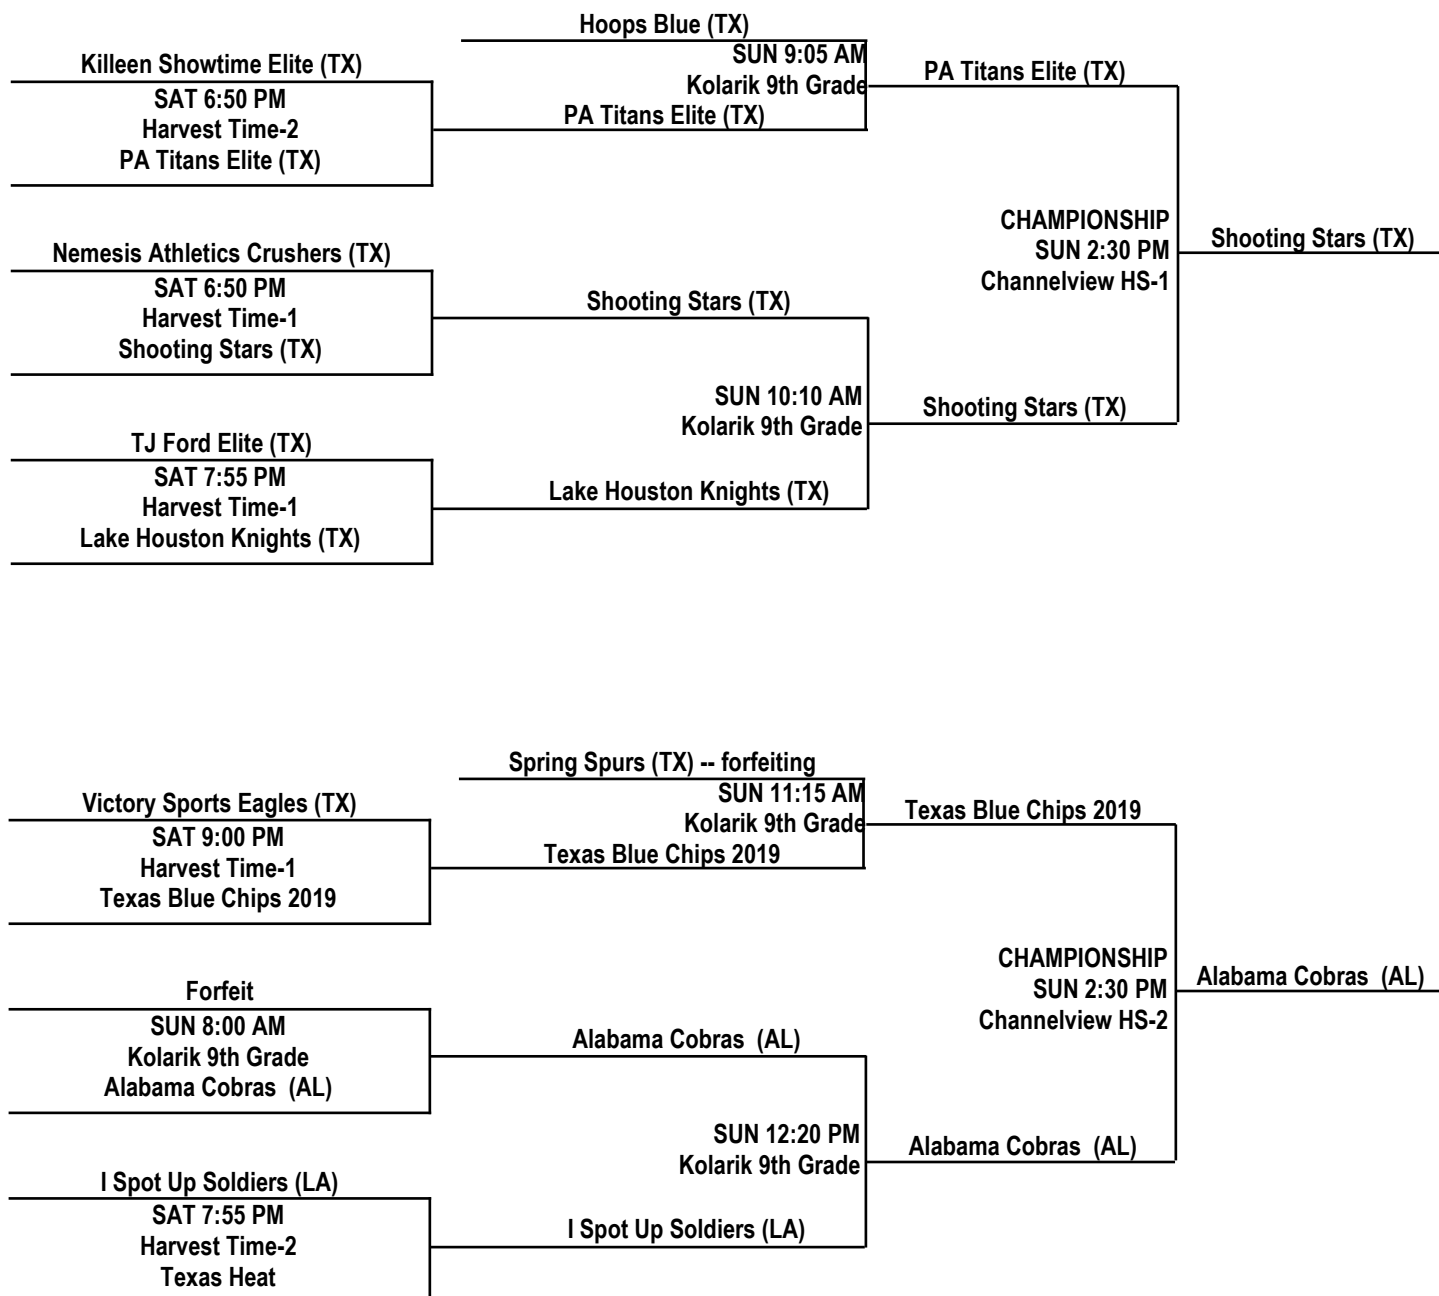 Hoops Blue (TX)
Killeen Showtime Elite (TX)
SUN 9:05 AM
Kolarik 9th Grade
PA Titans Elite (TX)
SAT 6:50 PM
Harvest Time-2
PA Titans Elite (TX)
PA Titans Elite (TX)
CHAMPIONSHIP
SUN 2:30 PM
Channelview HS-1
Shooting Stars (TX)
Nemesis Athletics Crushers (TX)
SAT 6:50 PM
Harvest Time-1
Shooting Stars (TX)
Shooting Stars (TX)
SUN 10:10 AM
Kolarik 9th Grade
Shooting Stars (TX)
TJ Ford Elite (TX)
SAT 7:55 PM
Harvest Time-1
Lake Houston Knights (TX)
Lake Houston Knights (TX)
Spring Spurs (TX) -- forfeiting
Victory Sports Eagles (TX)
SUN 11:15 AM
Kolarik 9th Grade
Texas Blue Chips 2019
SAT 9:00 PM
Harvest Time-1
Texas Blue Chips 2019
Texas Blue Chips 2019
CHAMPIONSHIP
SUN 2:30 PM
Channelview HS-2
Alabama Cobras  (AL)
Forfeit
SUN 8:00 AM
Kolarik 9th Grade
Alabama Cobras  (AL)
Alabama Cobras  (AL)
SUN 12:20 PM
Kolarik 9th Grade
Alabama Cobras  (AL)
I Spot Up Soldiers (LA)
SAT 7:55 PM
Harvest Time-2
Texas Heat
I Spot Up Soldiers (LA)